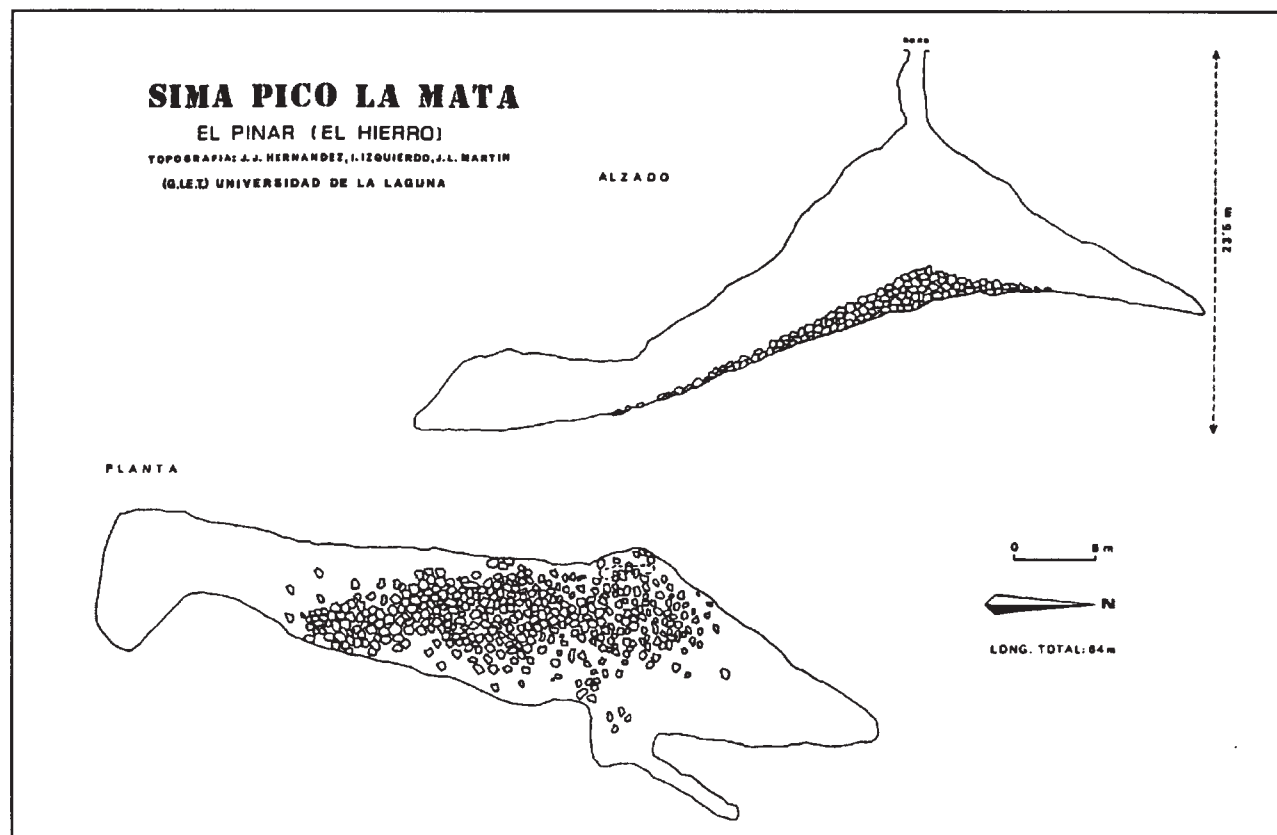 SIMA PICO LA MATA
EL PINAR (EL HIERRO)
TOPOGRAFIA: J.J. HERNANDEZ, I. IZQUIERDO, J.L. MARTIN
(G.I.E.T.) UNIVERSIDAD DE LA LAGUNA
ALZADO
23'5 m
PLANTA
0 5 m
N
LONG. TOTAL: 64 m